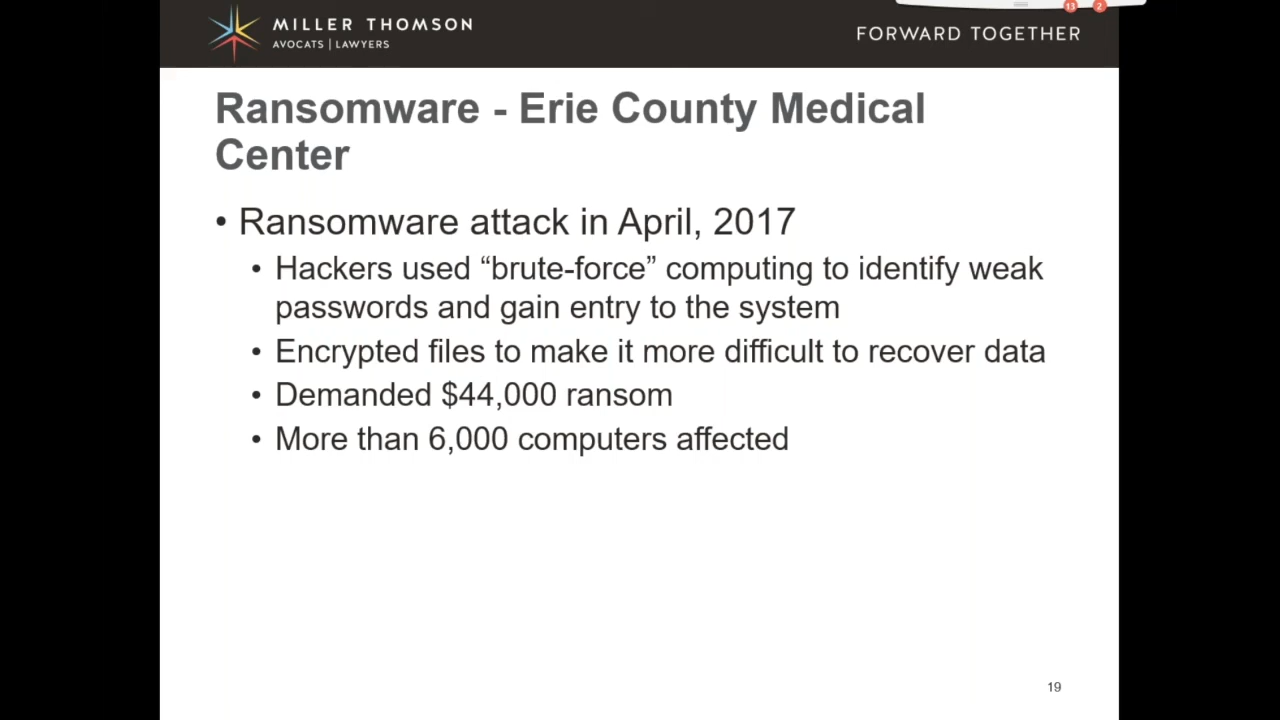 MILLER THOMSON
AVOCATS | LAWYERS
FORWARD TOGETHER
13
2
Ransomware - Erie County Medical
Center
• Ransomware attack in April, 2017
• Hackers used “brute-force” computing to identify weak
passwords and gain entry to the system
• Encrypted files to make it more difficult to recover data
• Demanded $44,000 ransom
• More than 6,000 computers affected
19